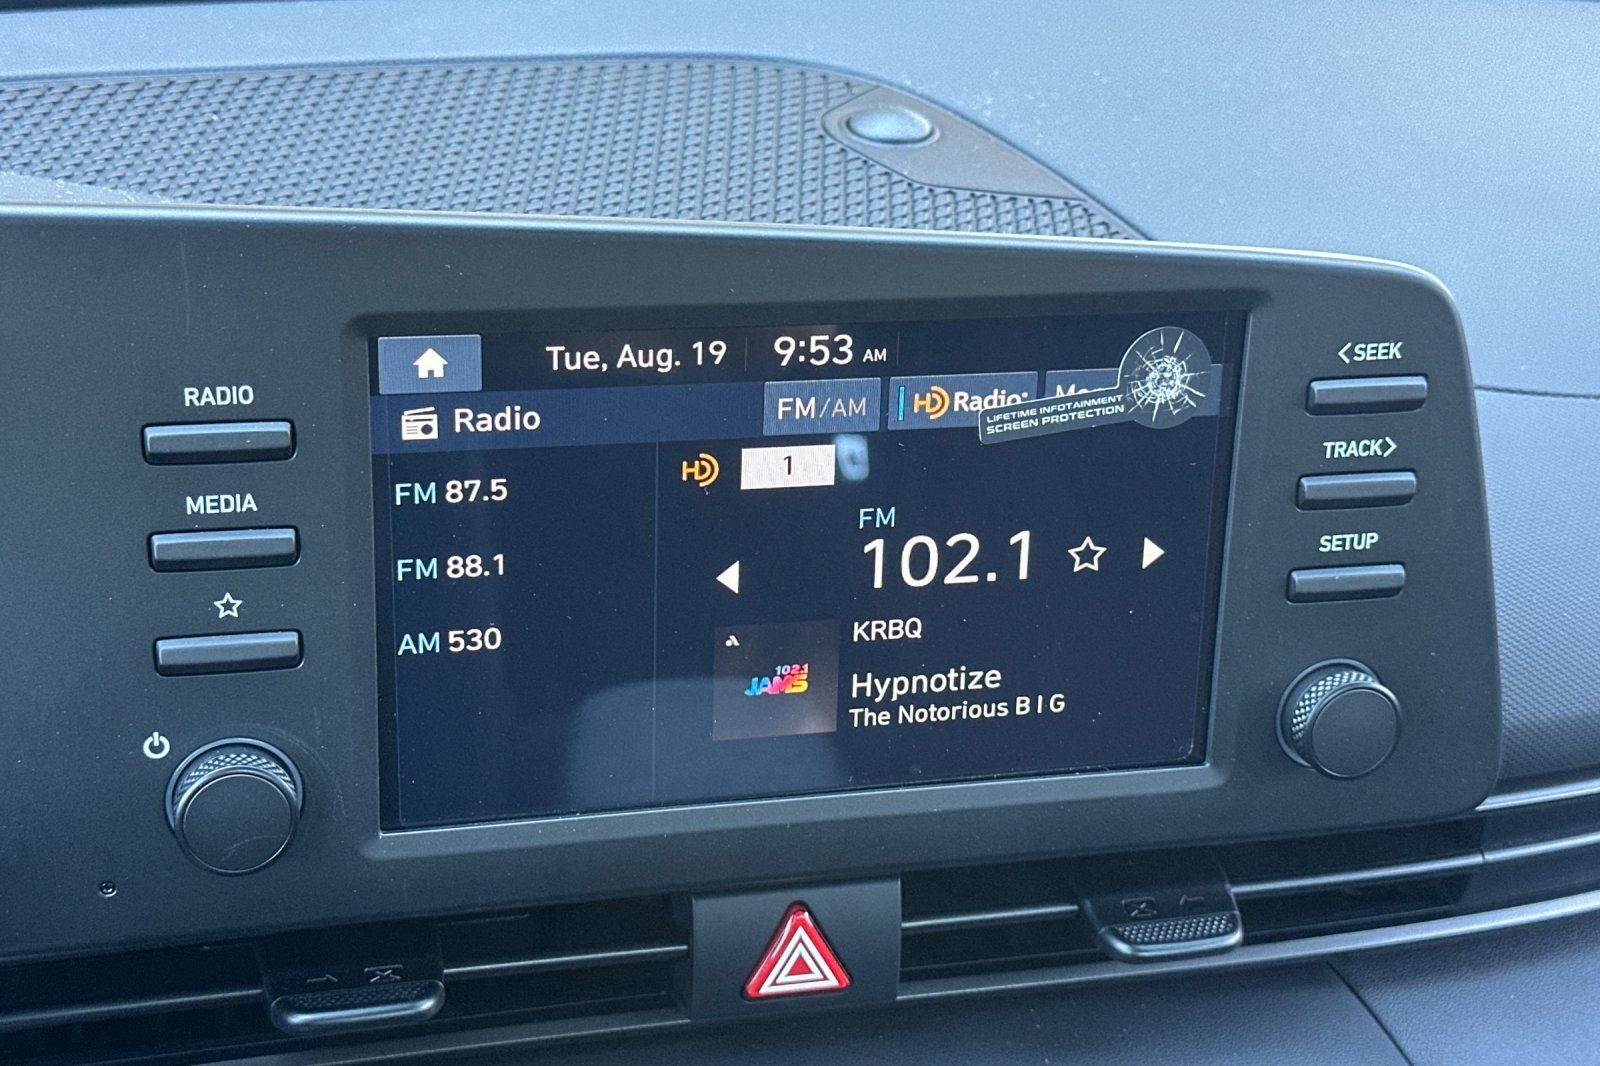 RADIO
MEDIA
Tue, Aug. 19 9:53 AM
Radio
FM/AM
HD Radio
LIFETIME INFOTAINMENT
SCREEN PROTECTION
FM 87.5
FM 88.1
AM 530
HD 1
FM
102.1
KRBQ
102.1
JAMS
Hypnotize
The Notorious B I G
<SEEK
TRACK>
SETUP